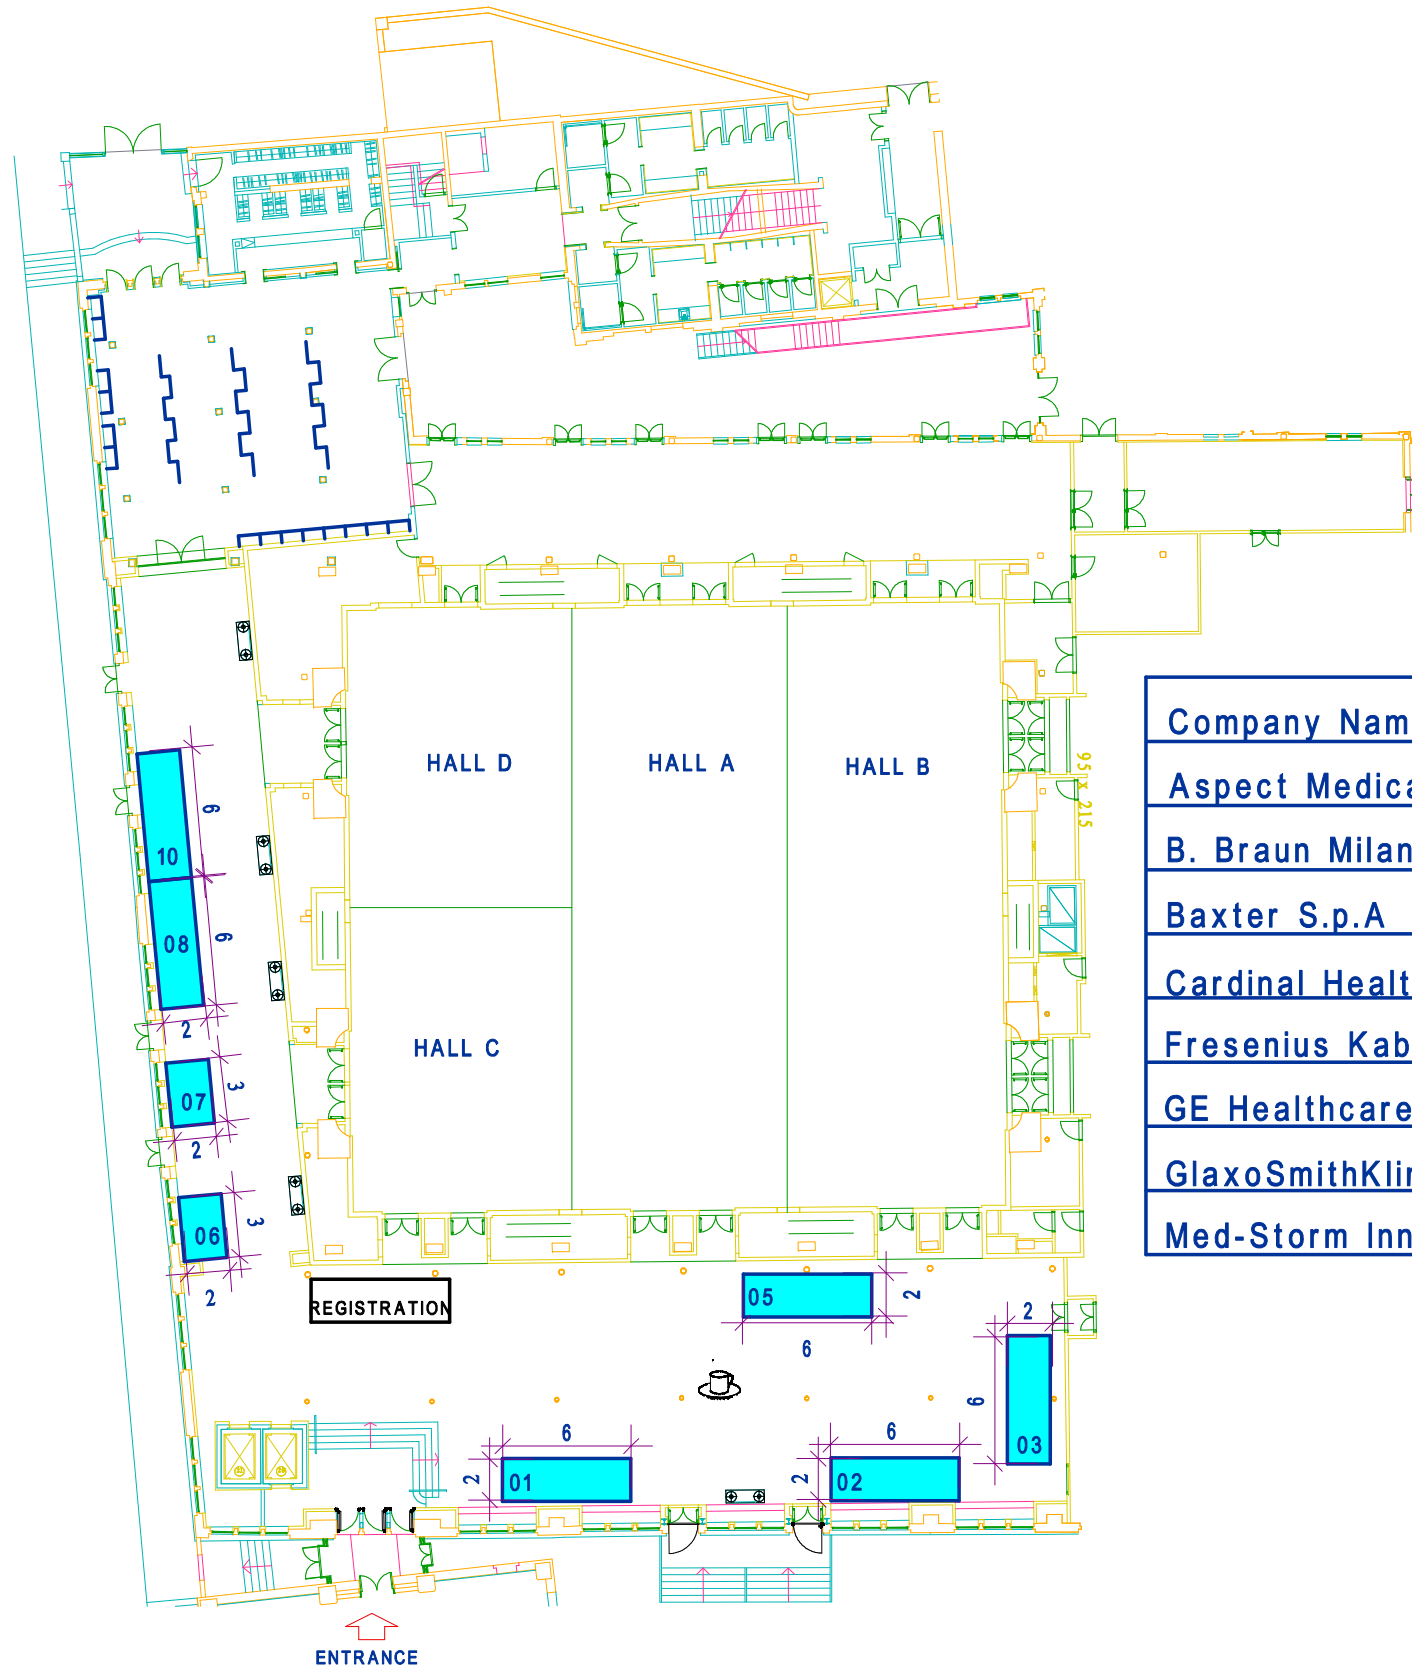 HALL D
HALL A
HALL B
95 x 215
Company Nam
Aspect Medica
B. Braun Milan
Baxter S.p.A
Cardinal Healt
Fresenius Kab
GE Healthcare
GlaxoSmithKlin
Med-Storm Inn
6
10
6
08
2
HALL C
3
07
2
3
06
2
REGISTRATION
05
2
6
2
6
03
6
2
01
6
2
02
ENTRANCE